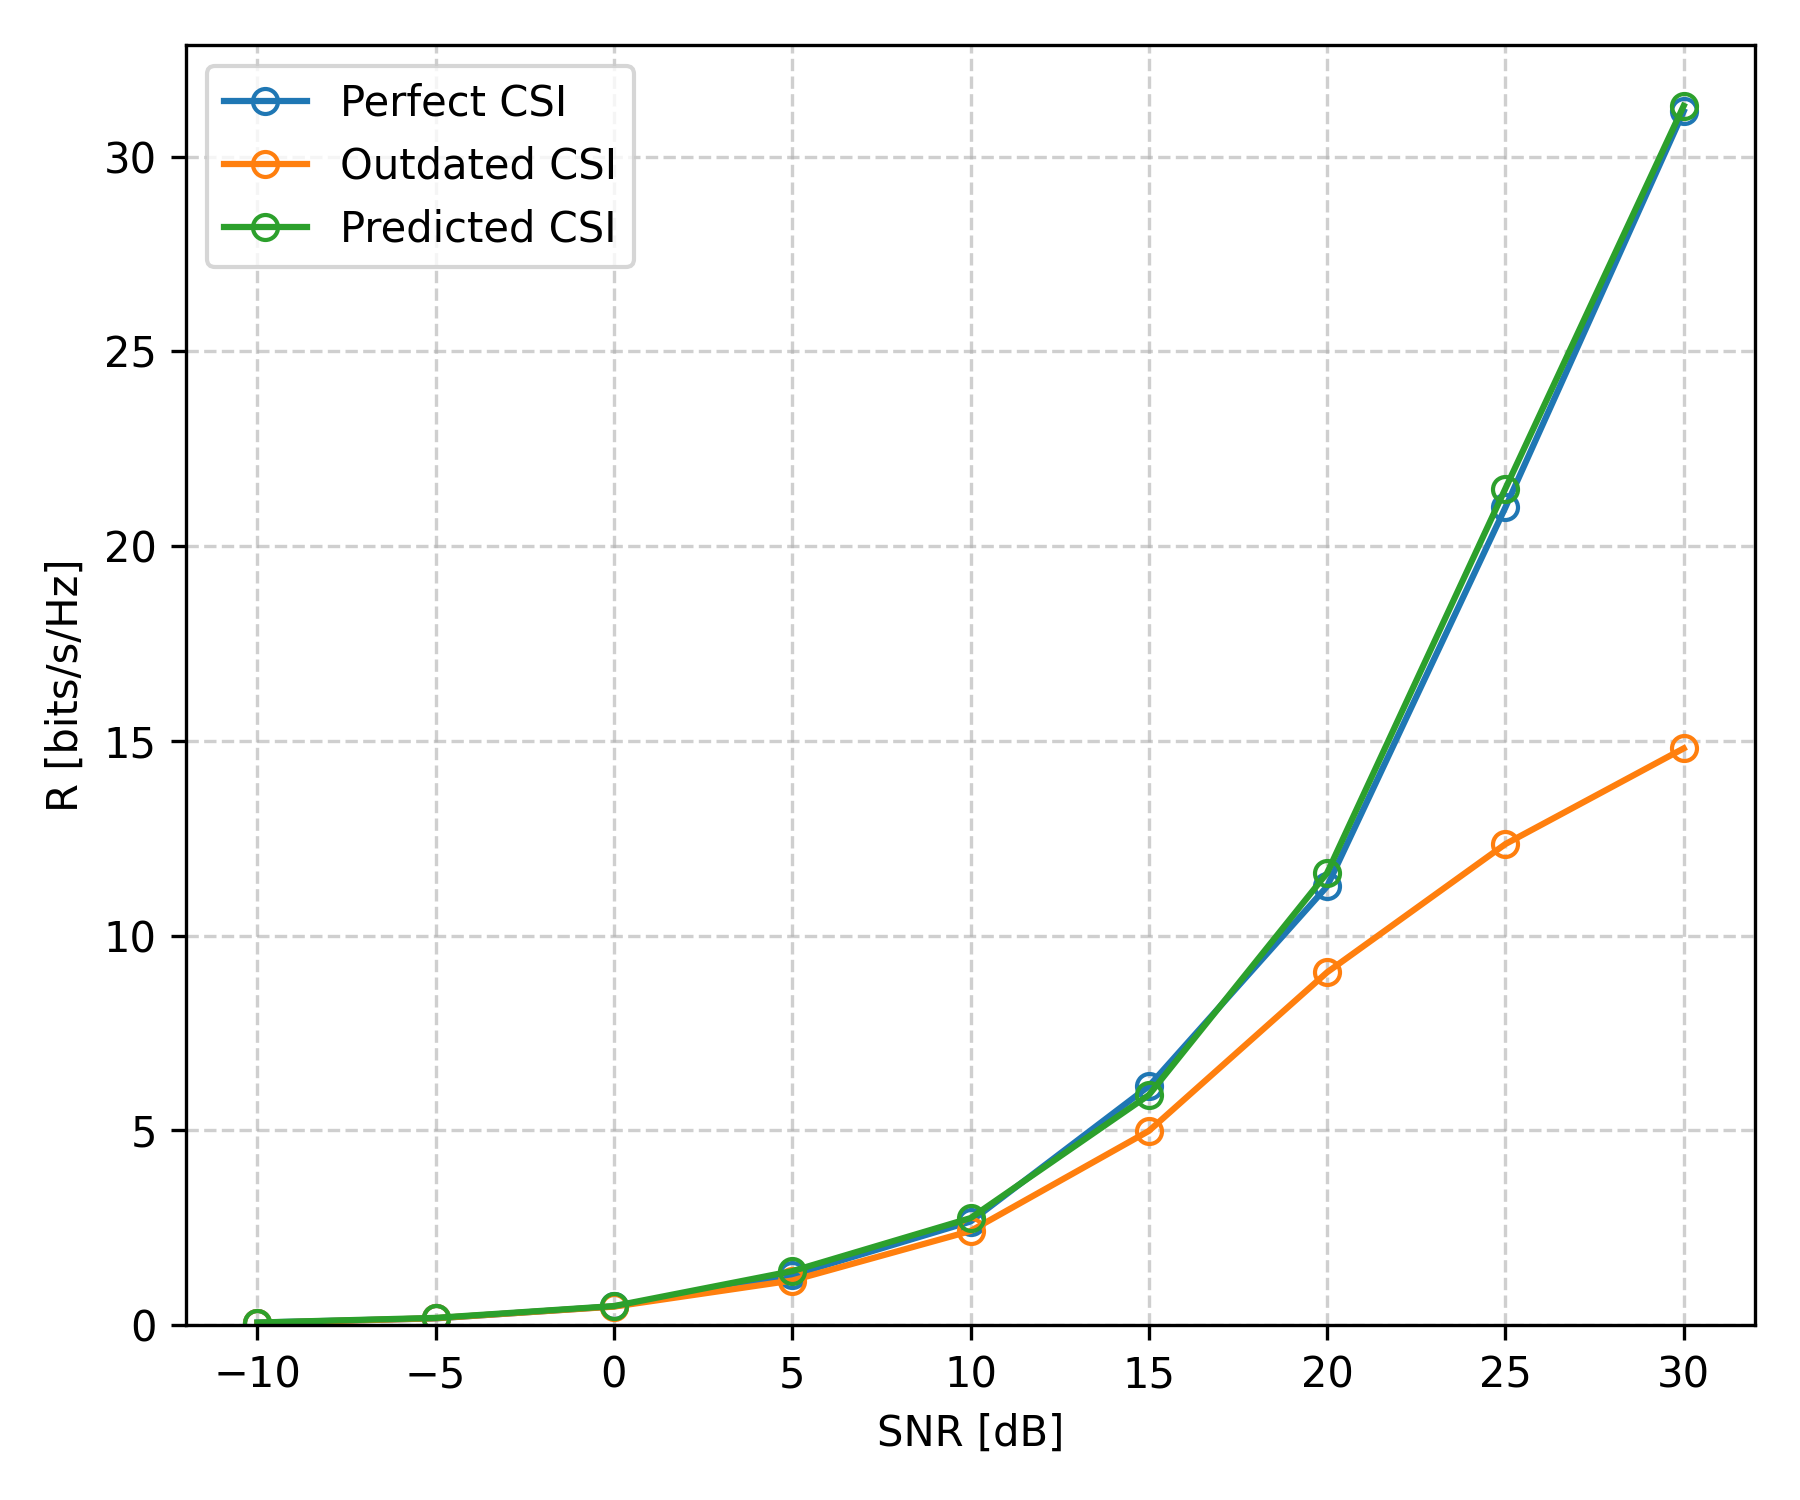 Perfect CSI
Outdated CSI
Predicted CSI
R [bits/s/Hz]
30
25
20
15
10
5
0
−10 −5 0 5 10 15 20 25 30
SNR [dB]